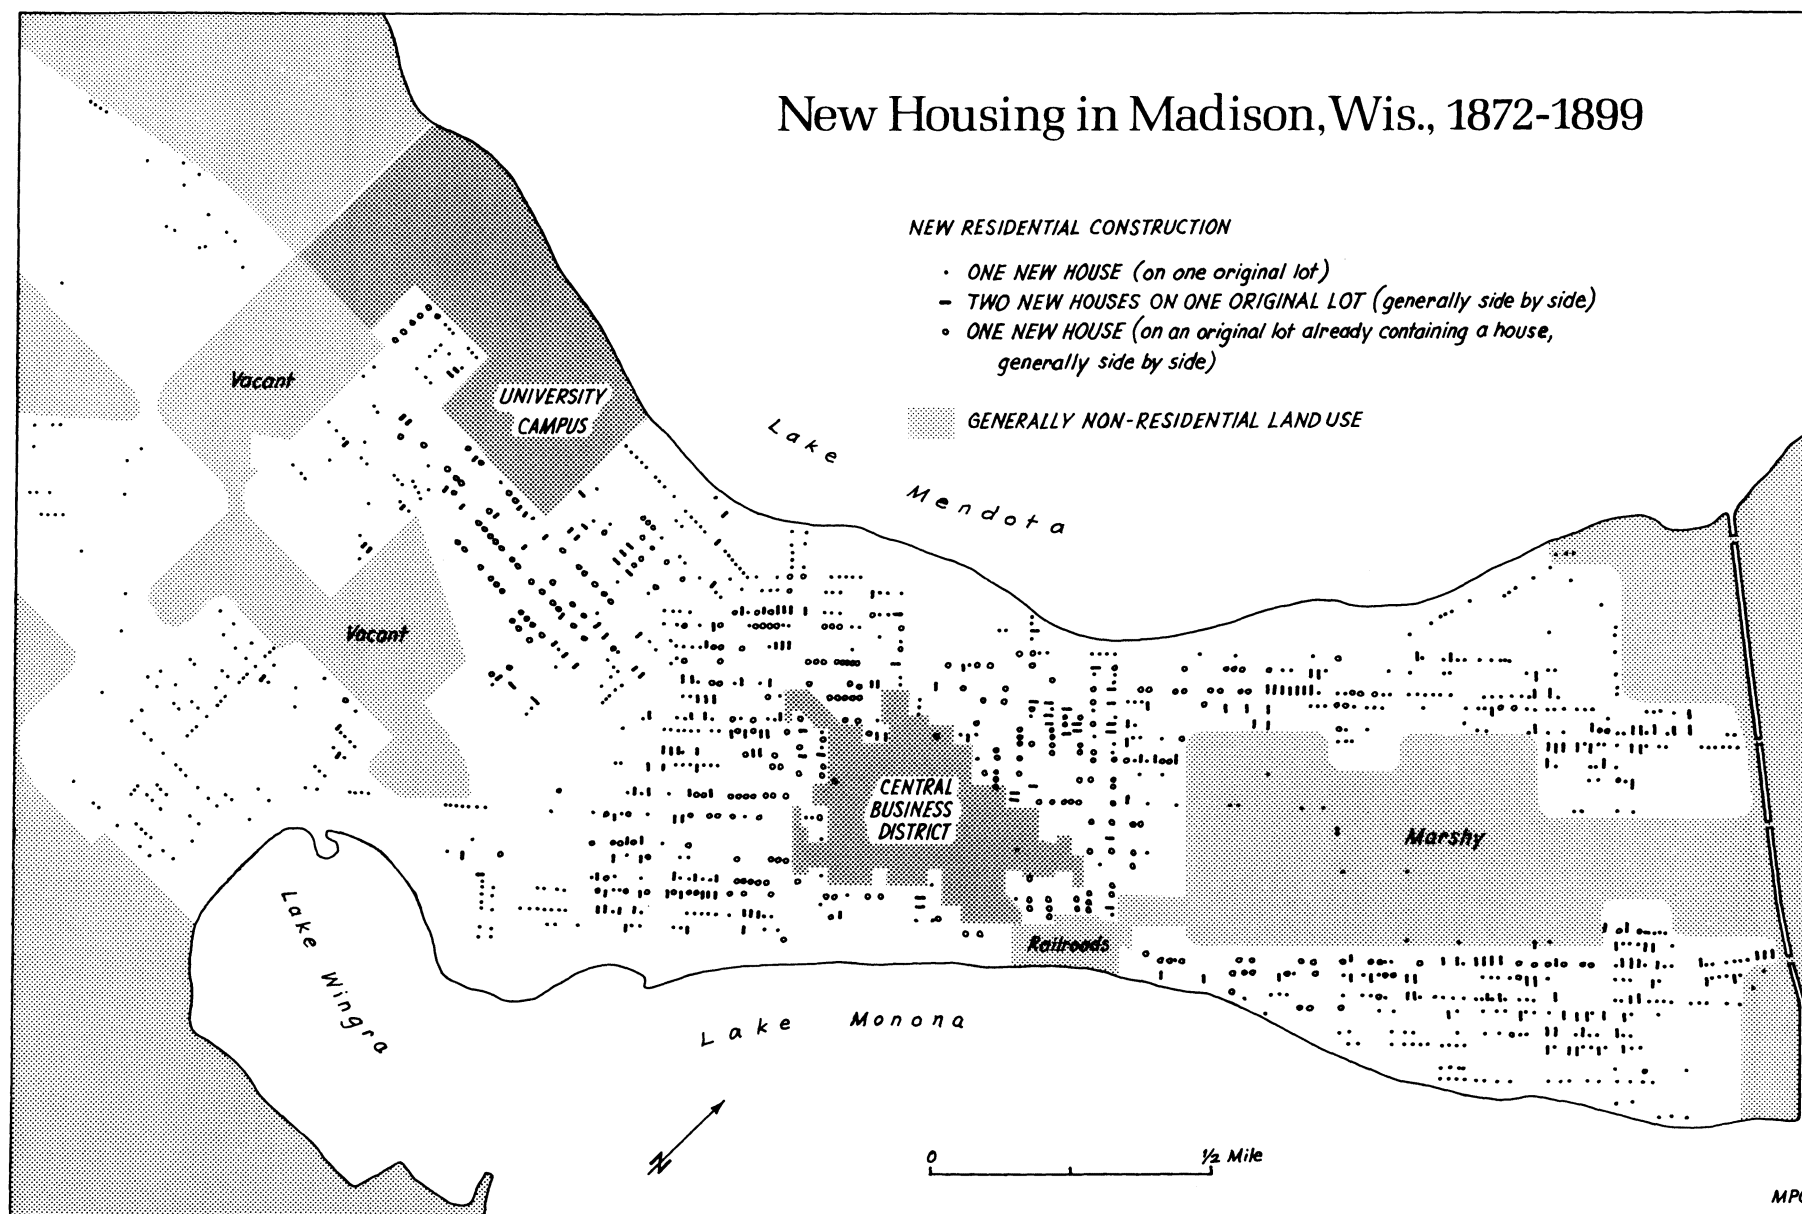 New Housing in Madison, Wis., 1872-1899
NEW RESIDENTIAL CONSTRUCTION
ONE NEW HOUSE (on one original lot)
TWO NEW HOUSES ON ONE ORIGINAL LOT (generally side by side)
ONE NEW HOUSE (on an original lot already containing a house,
generally side by side)
GENERALLY NON-RESIDENTIAL LAND USE
Vacant
UNIVERSITY
CAMPUS
Lake
Mendota
Vacant
CENTRAL
BUSINESS
DISTRICT
Marshy
Railroads
Lake Wingra
Lake Monona
N
0 ½ Mile